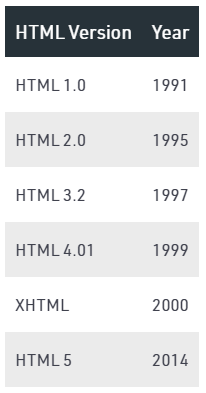 HTML Version Year
HTML 1.0 1991
HTML 2.0 1995
HTML 3.2 1997
HTML 4.01 1999
XHTML 2000
HTML 5 2014